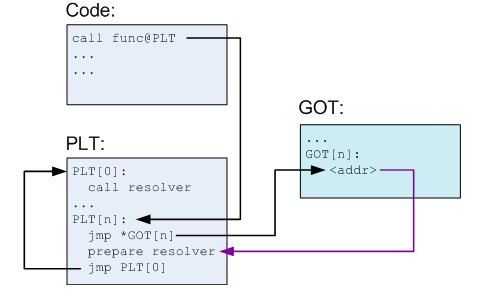 Code:
call func@PLT
...
...
PLT:
PLT[0]:
call resolver
...
PLT[n]:
jmp *GOT[n]
prepare resolver
jmp PLT[0]
GOT:
...
GOT[n]:
<addr>